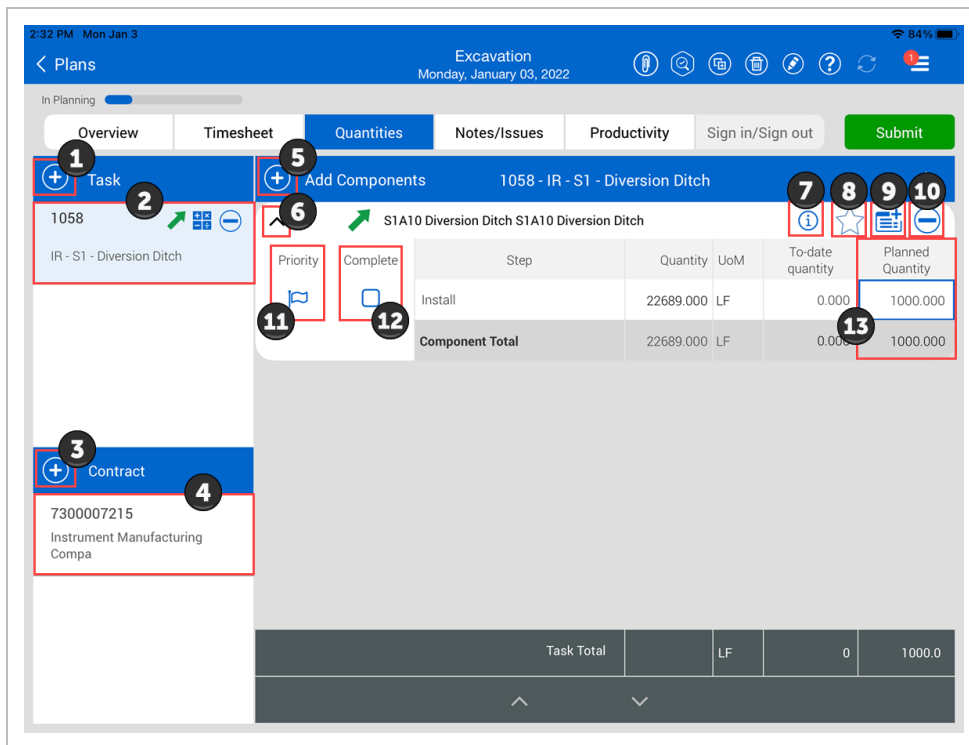 2:32 PM Mon Jan 3
84%
Plans
Excavation
Monday, January 03, 2022
1
In Planning
Overview
Timesheet
Quantities
Notes/Issues
Productivity
Sign in/Sign out
Submit
1
Task
5
Add Components
1058 - IR - S1 - Diversion Ditch
2
1058
IR - S1 - Diversion Ditch
6
S1A10 Diversion Ditch S1A10 Diversion Ditch
7
8
9
10
Priority
Complete
Step
Quantity
UoM
To-date quantity
Planned Quantity
11
12
Install
22689.000
LF
0.000
1000.000
13
Component Total
22689.000
LF
0.000
1000.000
3
Contract
4
7300007215
Instrument Manufacturing
Compa
Task Total
LF
0
1000.0